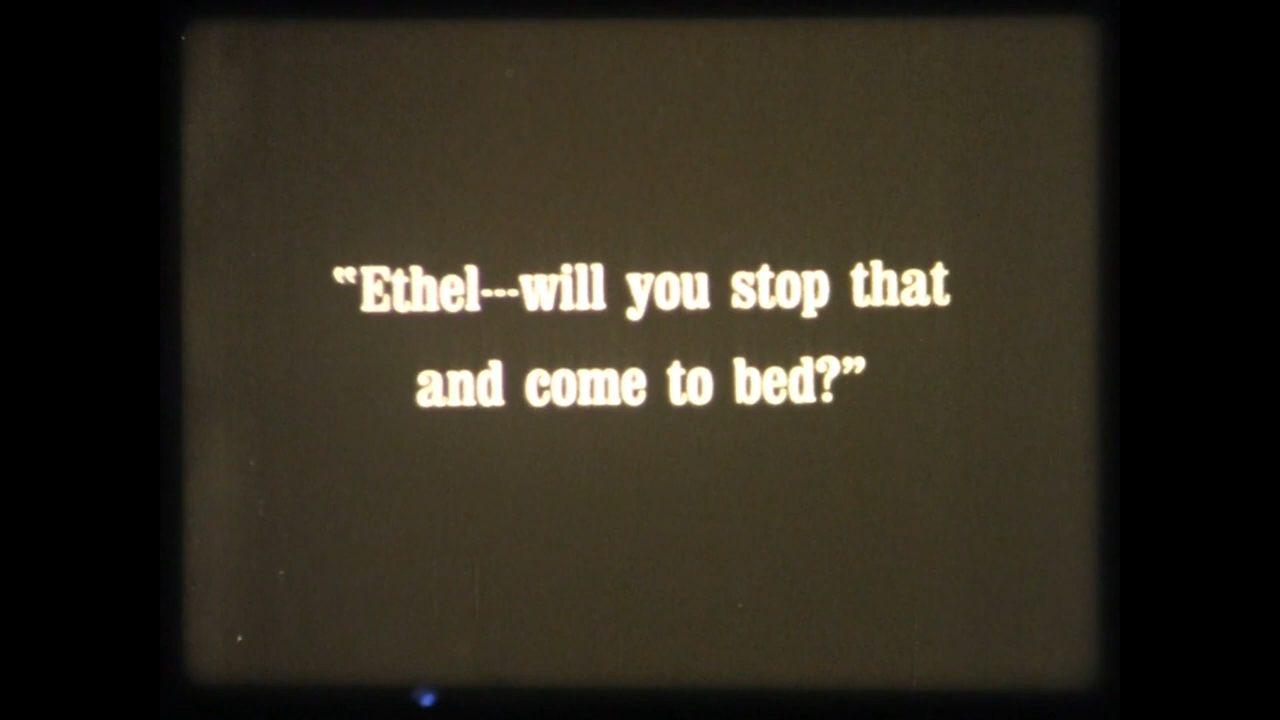 “Ethel---will you stop that
and come to bed?”